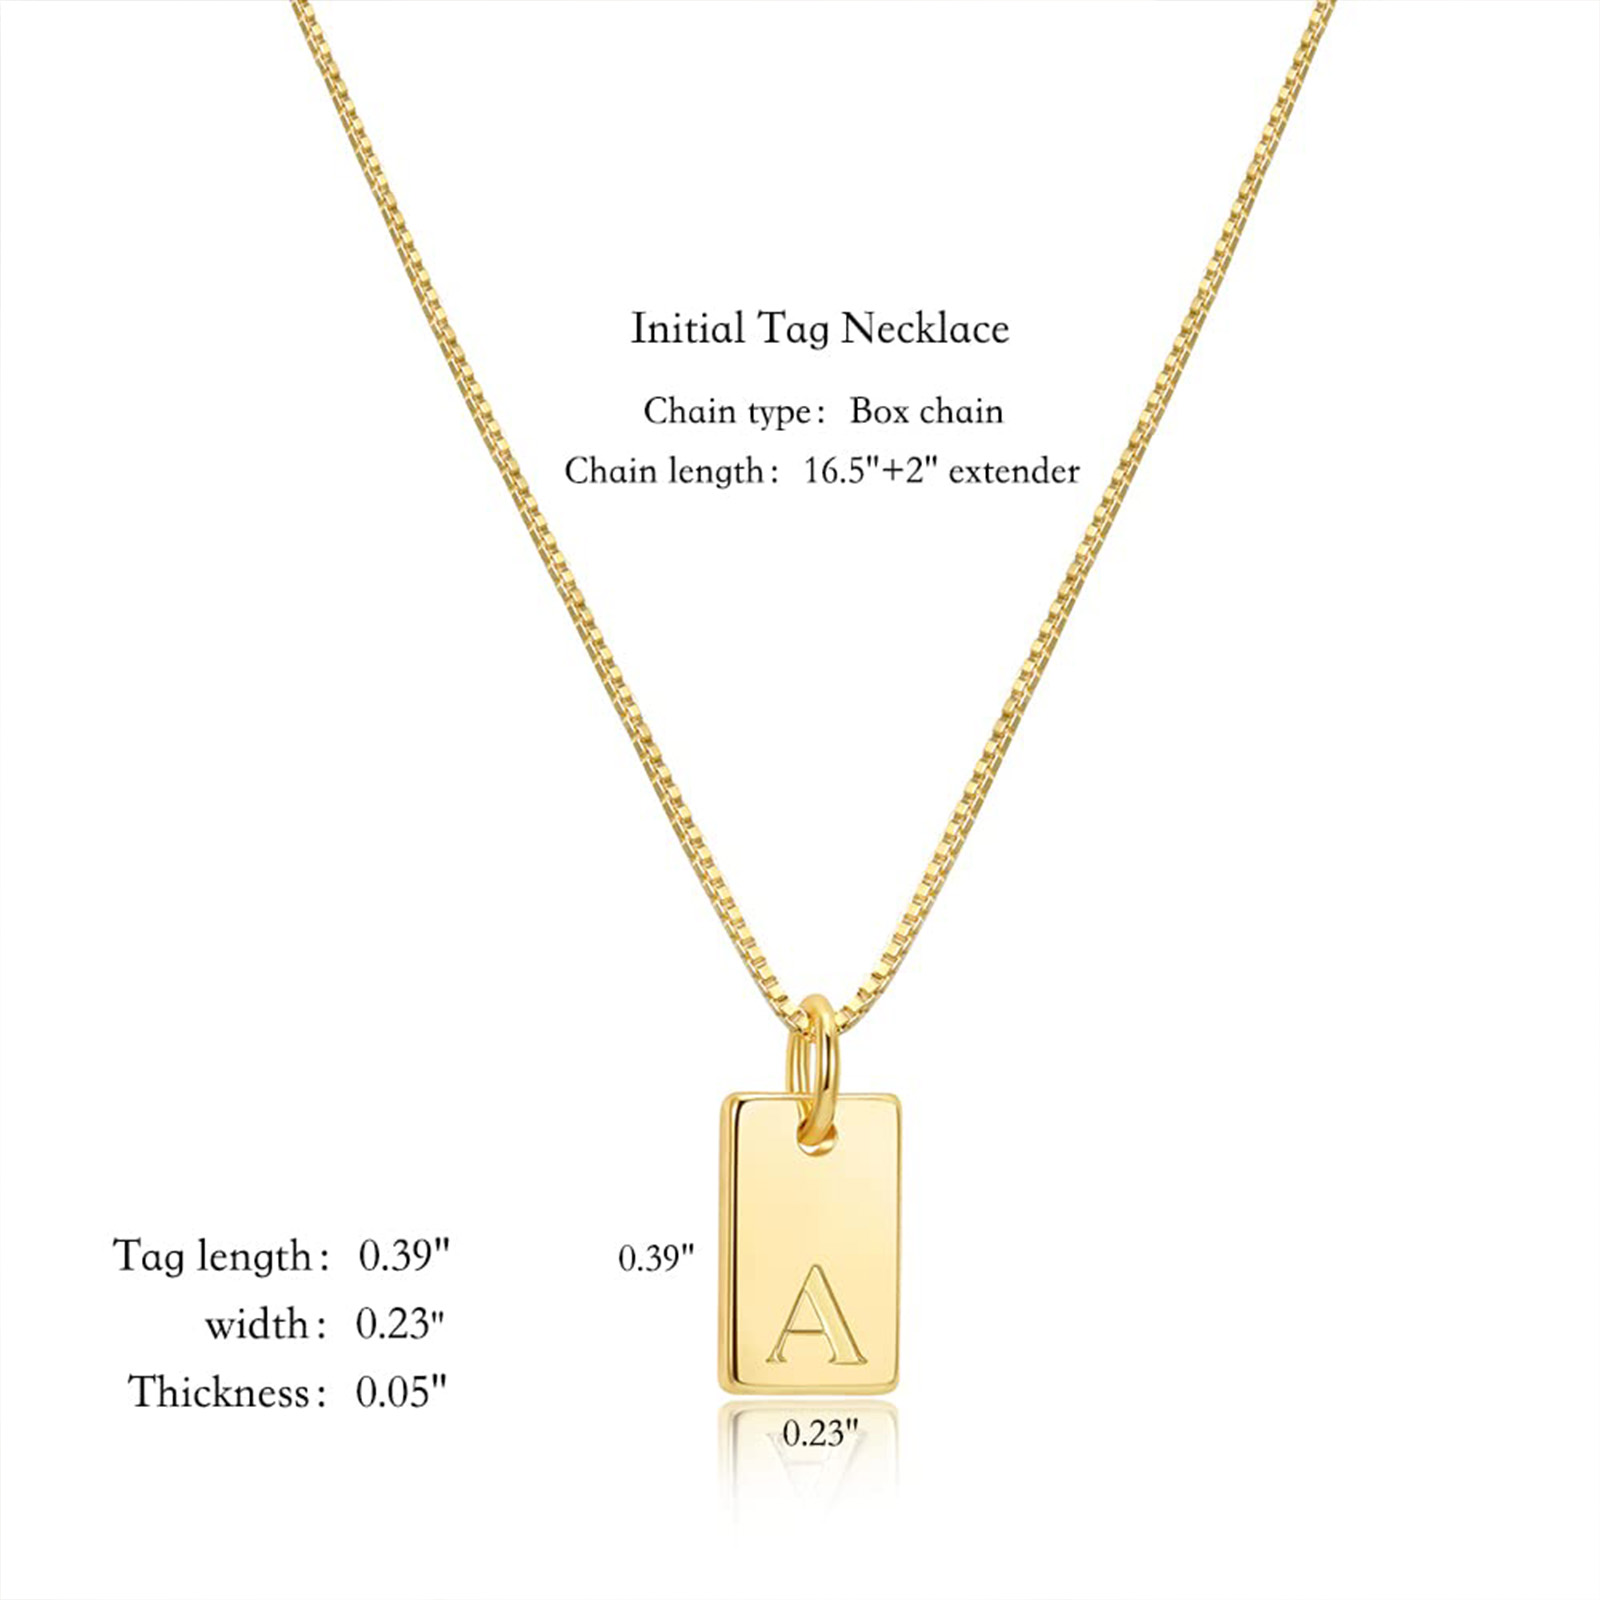 Initial Tag Necklace
Chain type: Box chain
Chain length: 16.5"+2" extender
Tag length: 0.39"
width: 0.23"
Thickness: 0.05"
0.39"
A
0.23"